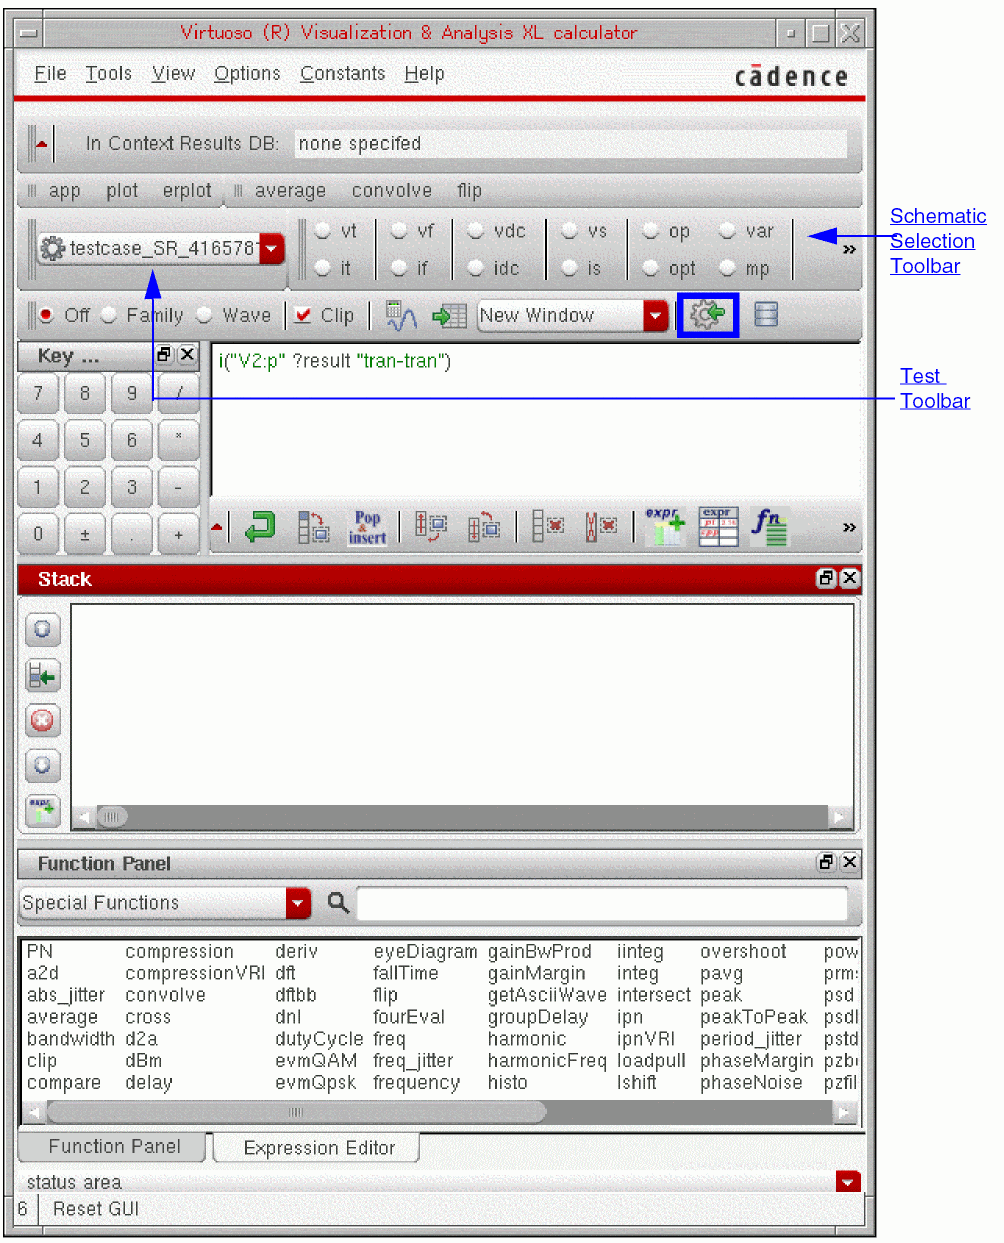 Virtuoso (R) Visualization & Analysis XL calculator
File Tools View Options Constants Help
cādence
In Context Results DB: none specifed
app plot erplot average convolve flip
testcase_SR_4165781
vt vf vdc vs op var
it if idc is opt mp
»
Schematic
Selection
Toolbar
Off Family Wave Clip New Window
Key ...
i("V2:p" ?result "tran-tran")
Test
Toolbar
7 8 9 /
4 5 6 *
1 2 3 -
0 ± . +
Pop & insert
expr
expr
fn
»
Stack
expr
Function Panel
Special Functions
PN compression deriv eyeDiagram gainBwProd iinteg overshoot pow
a2d compressionVRI dft fallTime gainMargin integ pavg prms
abs_jitter convolve dftbb flip getAsciiWave intersect peak psd
average cross dnl fourEval groupDelay ipn peakToPeak psdl
bandwidth d2a dutyCycle freq harmonic ipnVRI period_jitter pstd
clip dBm evmQAM freq_jitter harmonicFreq loadpull phaseMargin
compare delay evmQpsk frequency histo lshift phaseNoise pzfil
Function Panel Expression Editor
status area
6 Reset GUI